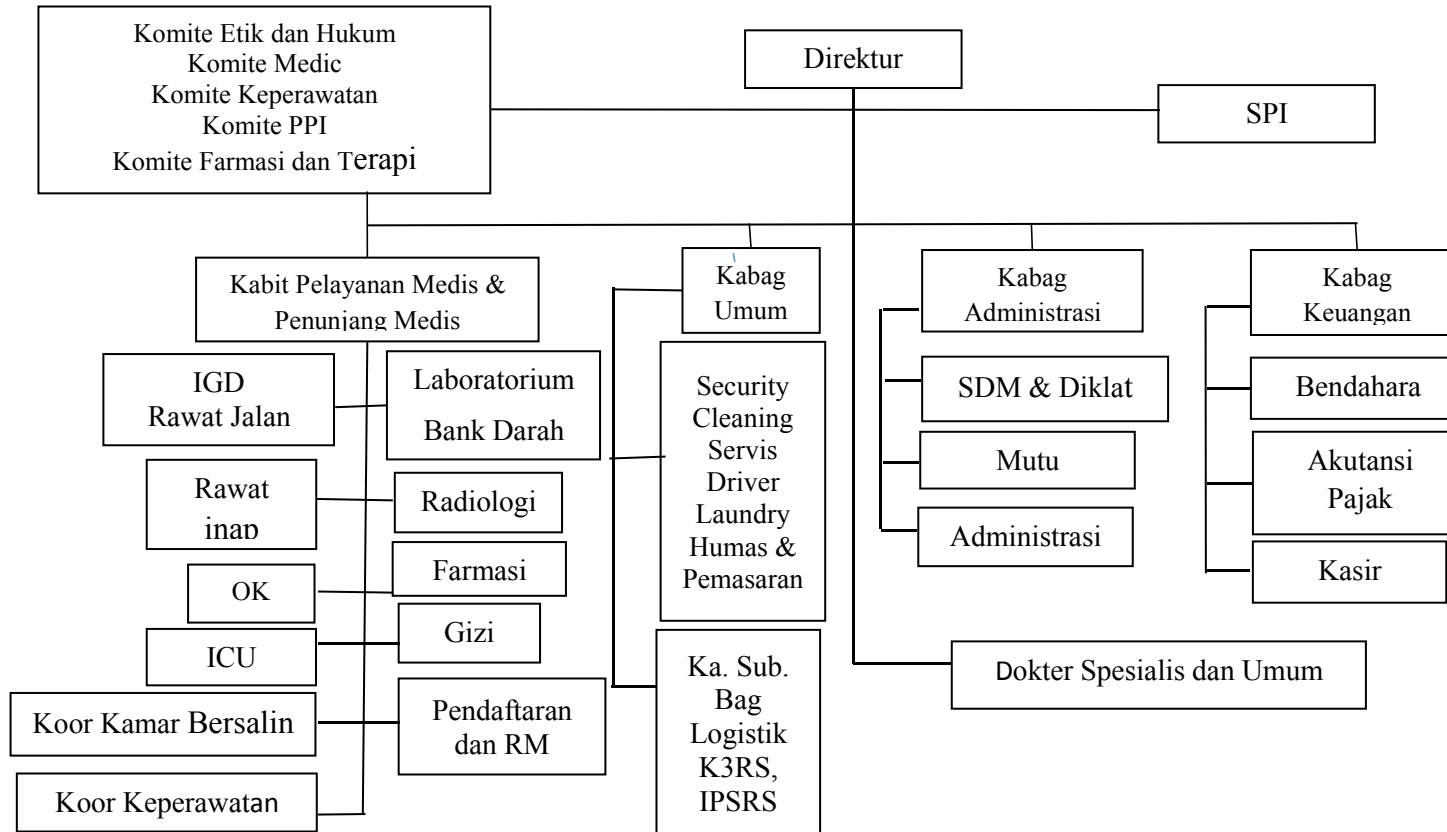 Komite Etik dan Hukum
Komite Medic
Komite Keperawatan
Komite PPI
Komite Farmasi dan Terapi
Direktur
SPI
Kabit Pelayanan Medis &
Penunjang Medis
Kabag
Umum
Kabag
Administrasi
Kabag
Keuangan
IGD
Rawat Jalan
Laboratorium
Bank Darah
Rawat
inap
Radiologi
OK
Farmasi
ICU
Gizi
Koor Kamar Bersalin
Pendaftaran
dan RM
Koor Keperawatan
Security
Cleaning
Servis
Driver
Laundry
Humas &
Pemasaran
Ka. Sub.
Bag
Logistik
K3RS,
IPSRS
SDM & Diklat
Mutu
Administrasi
Bendahara
Akutansi
Pajak
Kasir
Dokter Spesialis dan Umum